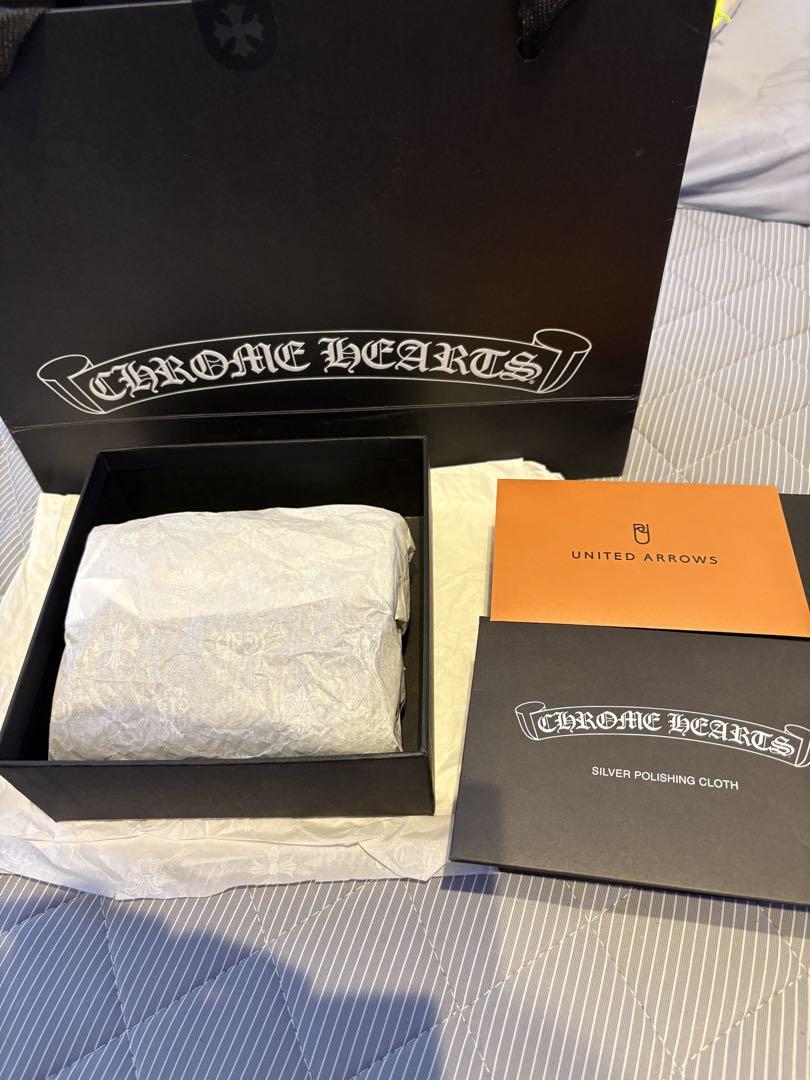 CHROME HEARTS
UNITED ARROWS
CHROME HEARTS
SILVER POLISHING CLOTH